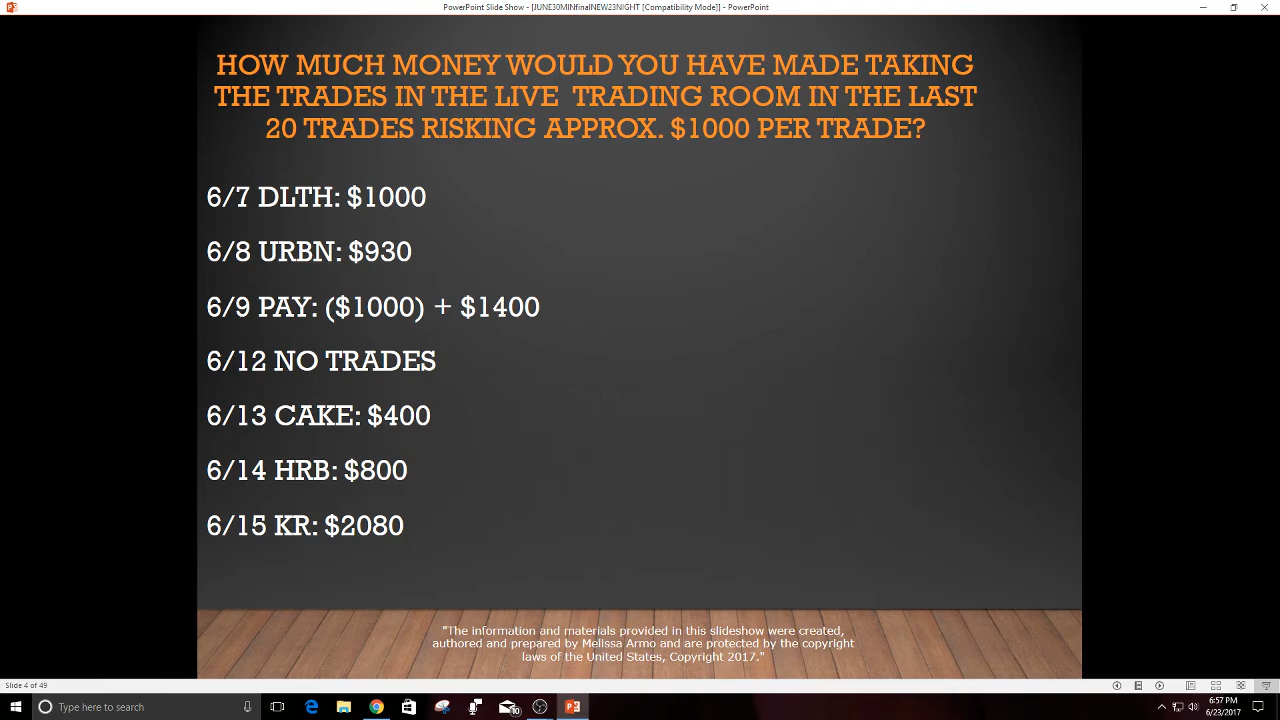 PowerPoint Slide Show - [JUNE30MINfinalNEW23NIGHT [Compatibility Mode]] - PowerPoint
HOW MUCH MONEY WOULD YOU HAVE MADE TAKING
THE TRADES IN THE LIVE TRADING ROOM IN THE LAST
20 TRADES RISKING APPROX. $1000 PER TRADE?
6/7 DLTH: $1000
6/8 URBN: $930
6/9 PAY: ($1000) + $1400
6/12 NO TRADES
6/13 CAKE: $400
6/14 HRB: $800
6/15 KR: $2080
"The information and materials provided in this slideshow were created,
authored and prepared by Melissa Armo and are protected by the copyright
laws of the United States, Copyright 2017."
Slide 4 of 49
Type here to search
10
6:57 PM
6/23/2017